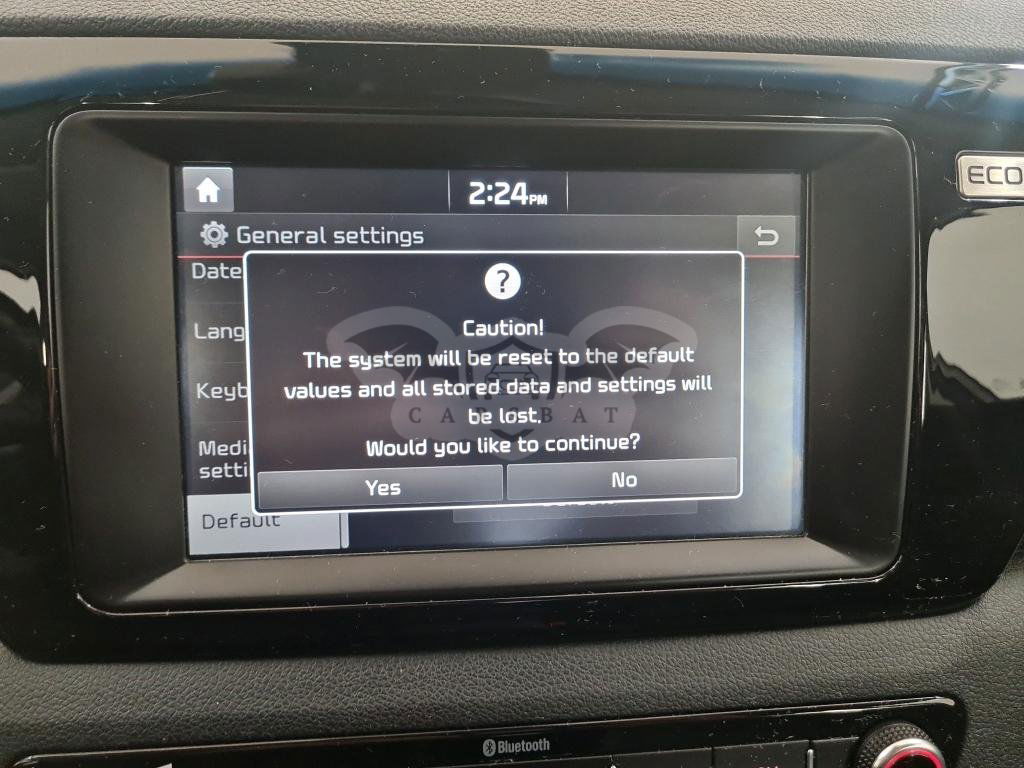 2:24PM
ECO
General settings
Date
Lang
?
Caution!
The system will be reset to the default
values and all stored data and settings will
be lost.
Would you like to continue?
Keyb
CAROBAT
Medi
setti
Yes
No
Default
Bluetooth